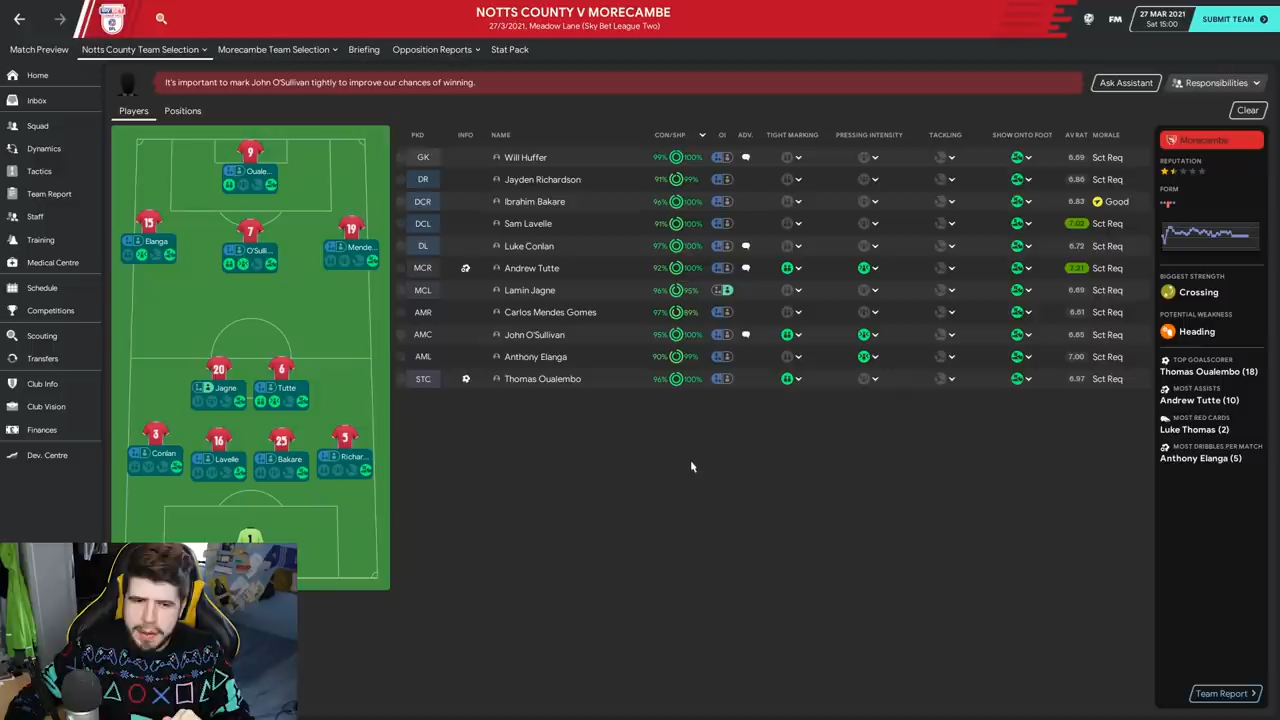 NOTTS COUNTY V MORECAMBE
27/3/2021, Meadow Lane (Sky Bet League Two)
FM
27 MAR 2021
Sat 15:00
SUBMIT TEAM
Match Preview
Notts County Team Selection
Morecambe Team Selection
Briefing
Opposition Reports
Stat Pack
Home
Inbox
Squad
Dynamics
Tactics
Team Report
Staff
Training
Medical Centre
Schedule
Competitions
Scouting
Transfers
Club Info
Club Vision
Finances
Dev. Centre
It's important to mark John O'Sullivan tightly to improve our chances of winning.
Ask Assistant
Responsibilities
Players
Positions
Clear
9
Ouale...
15
Elanga
7
O'Sulli...
19
Mende...
20
Jagne
6
Tutte
3
Conlan
16
Lavelle
25
Bakare
5
Richar...
1
PKD INFO NAME CON/SHP OI ADV. TIGHT MARKING PRESSING INTENSITY TACKLING SHOW ONTO FOOT AV RAT MORALE
GK Will Huffer 99% 100% 6.69 Sct Req
DR Jayden Richardson 91% 99% 6.86 Sct Req
DCR Ibrahim Bakare 96% 100% 6.83 Good
DCL Sam Lavelle 91% 100% 7.02 Sct Req
DL Luke Conlan 97% 100% 6.72 Sct Req
MCR Andrew Tutte 92% 100% 7.21 Sct Req
MCL Lamin Jagne 96% 95% 6.69 Sct Req
AMR Carlos Mendes Gomes 97% 89% 6.61 Sct Req
AMC John O'Sullivan 95% 100% 6.85 Sct Req
AML Anthony Elanga 90% 99% 7.00 Sct Req
STC Thomas Oualembo 96% 100% 6.97 Sct Req
Morecambe
REPUTATION
FORM
BIGGEST STRENGTH
Crossing
POTENTIAL WEAKNESS
Heading
TOP GOALSCORER
Thomas Oualembo (18)
MOST ASSISTS
Andrew Tutte (10)
MOST RED CARDS
Luke Thomas (2)
MOST DRIBBLES PER MATCH
Anthony Elanga (5)
Team Report